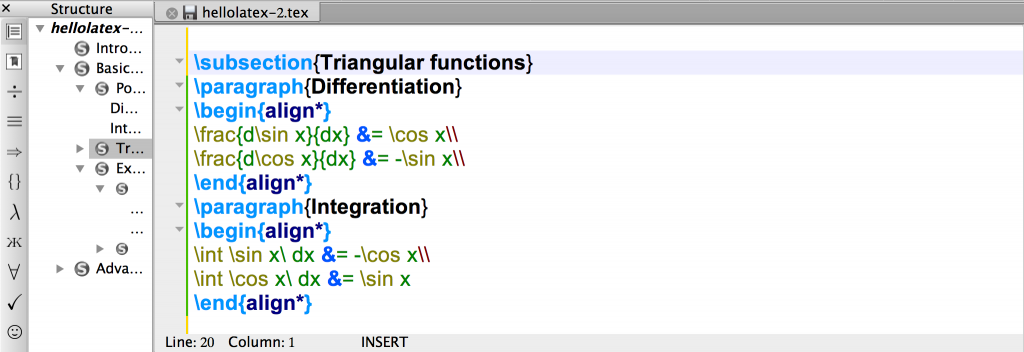 Structure
hellolatex-2.tex
hellolatex-...
Intro...
Basic...
Po...
Di...
Int...
Tr...
Ex...
...
...
Adva...
\subsection{Triangular functions}
\paragraph{Differentiation}
\begin{align*}
\frac{d\sin x}{dx} &= \cos x\\
\frac{d\cos x}{dx} &= -\sin x\\
\end{align*}
\paragraph{Integration}
\begin{align*}
\int \sin x\ dx &= -\cos x\\
\int \cos x\ dx &= \sin x
\end{align*}
Line: 20 Column: 1 INSERT